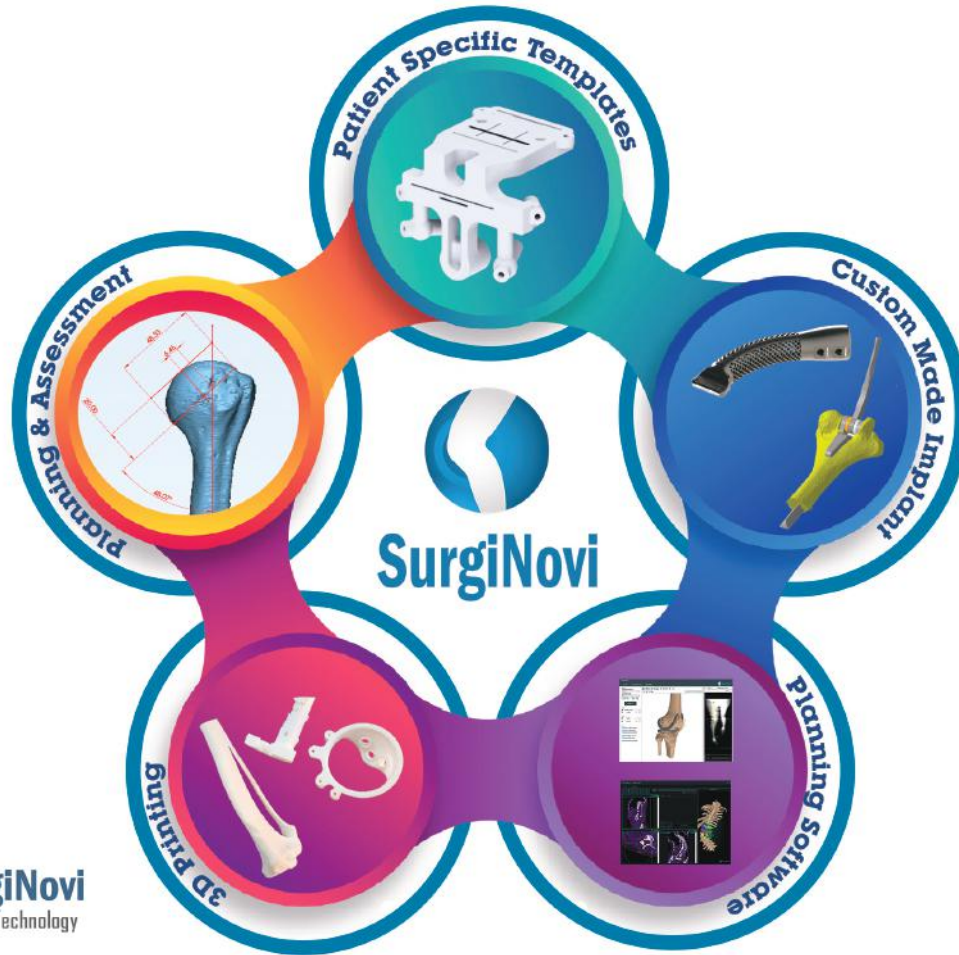 Patient Specific Templates
Planning & Assessment
Custom Made Implant
SurgiNovi
3D Printing
Planning Software
giNovi
echnology